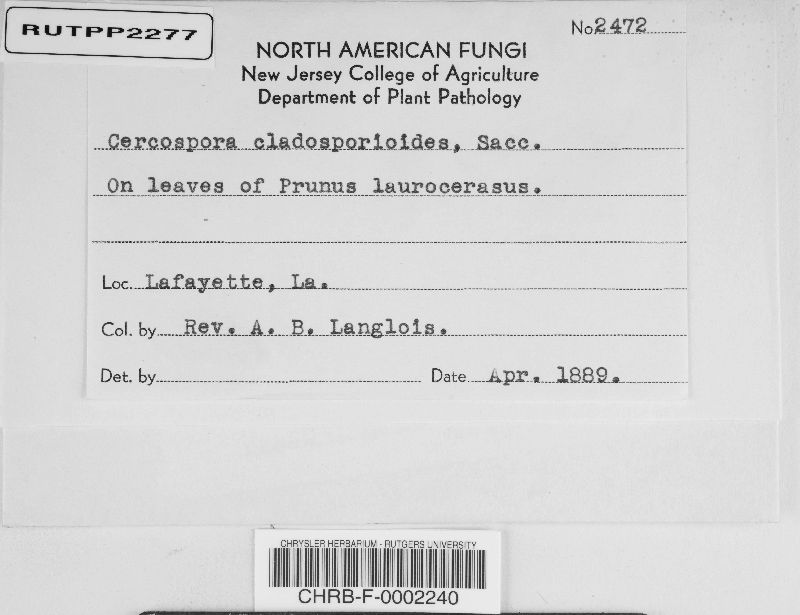 RUTPP2277
No 2472
NORTH AMERICAN FUNGI
New Jersey College of Agriculture
Department of Plant Pathology
Cercospora cladosporioides, Sacc.
On leaves of Prunus laurocerasus.
Loc. Lafayette, La.
Col. by Rev. A. B. Langlois.
Det. by
Date Apr. 1889.
CHRYSLER HERBARIUM - RUTGERS UNIVERSITY
CHRB-F-0002240